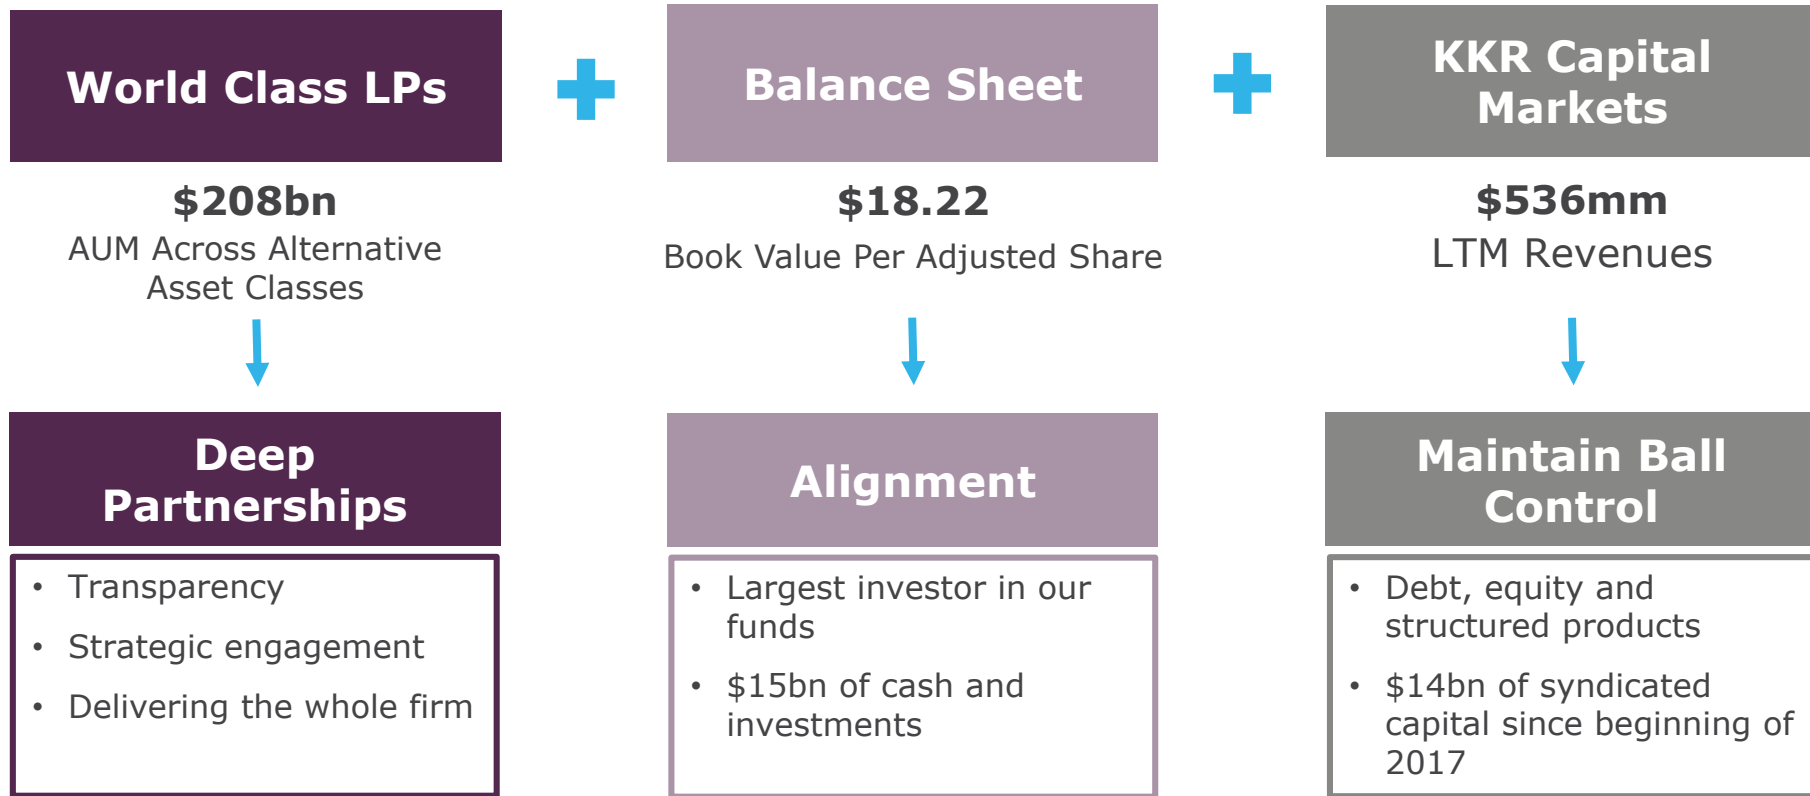 World Class LPs
Balance Sheet
KKR Capital
Markets
$208bn
AUM Across Alternative
Asset Classes
$18.22
Book Value Per Adjusted Share
$536mm
LTM Revenues
Deep
Partnerships
• Transparency
• Strategic engagement
• Delivering the whole firm
Alignment
• Largest investor in our
funds
• $15bn of cash and
investments
Maintain Ball
Control
• Debt, equity and
structured products
• $14bn of syndicated
capital since beginning of
2017